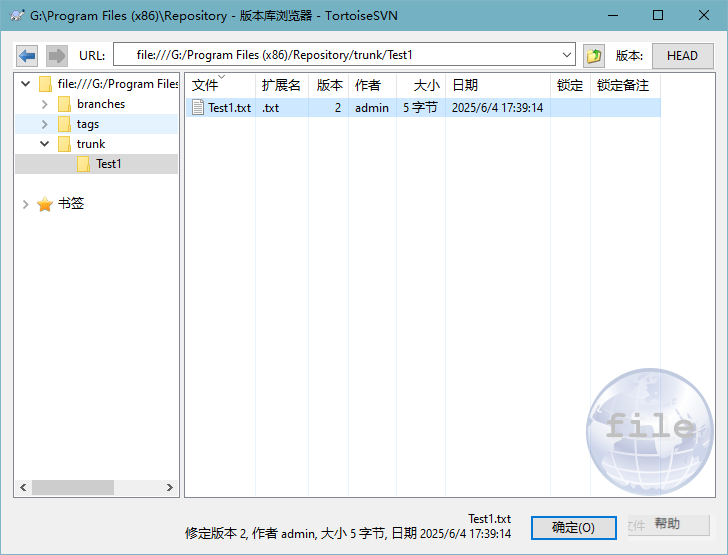 G:\Program Files (x86)\Repository - 版本库浏览器 - TortoiseSVN
URL: file:///G:/Program Files (x86)/Repository/trunk/Test1 版本: HEAD
file:///G:/Program Files
branches
tags
trunk
Test1
书签
文件 扩展名 版本 作者 大小 日期 锁定 锁定备注
Test1.txt .txt 2 admin 5 字节 2025/6/4 17:39:14
file
Test1.txt
修定版本 2, 作者 admin, 大小 5 字节, 日期 2025/6/4 17:39:14
确定(O) 文件 帮助